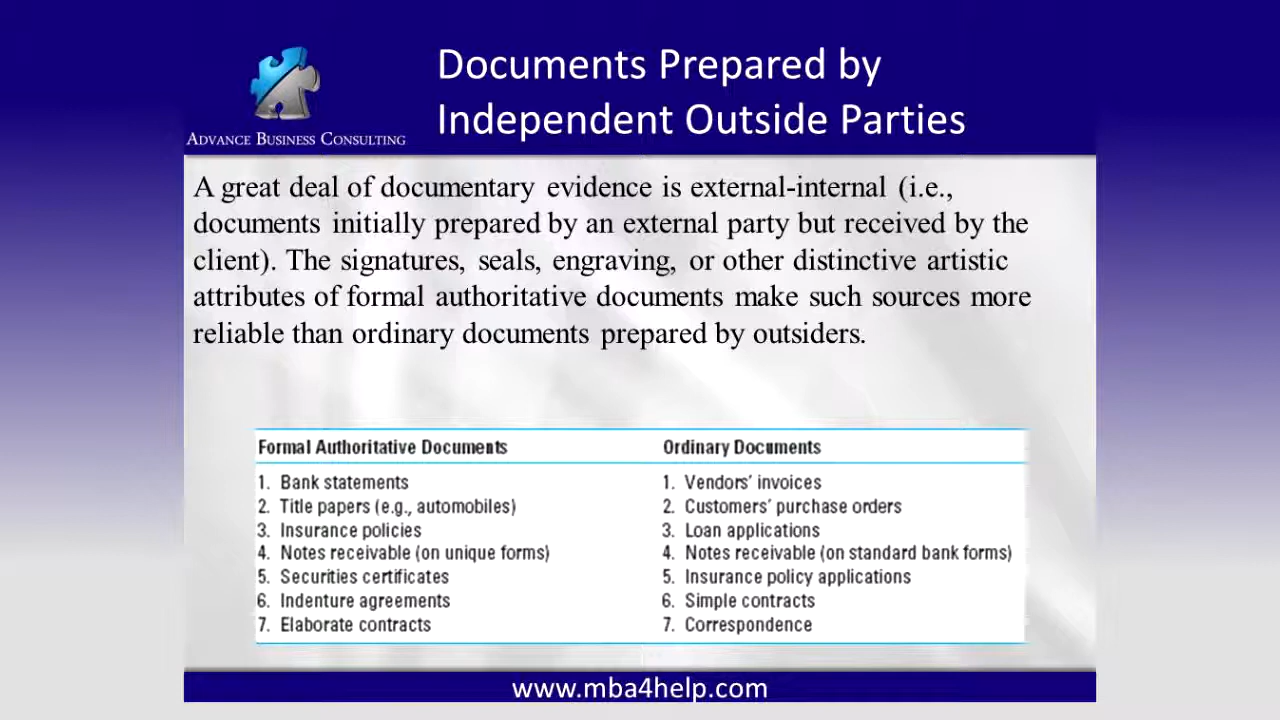 Documents Prepared by
Independent Outside Parties
ADVANCE BUSINESS CONSULTING
A great deal of documentary evidence is external-internal (i.e.,
documents initially prepared by an external party but received by the
client). The signatures, seals, engraving, or other distinctive artistic
attributes of formal authoritative documents make such sources more
reliable than ordinary documents prepared by outsiders.
Formal Authoritative Documents
1. Bank statements
2. Title papers (e.g., automobiles)
3. Insurance policies
4. Notes receivable (on unique forms)
5. Securities certificates
6. Indenture agreements
7. Elaborate contracts
Ordinary Documents
1. Vendors' invoices
2. Customers' purchase orders
3. Loan applications
4. Notes receivable (on standard bank forms)
5. Insurance policy applications
6. Simple contracts
7. Correspondence
www.mba4help.com